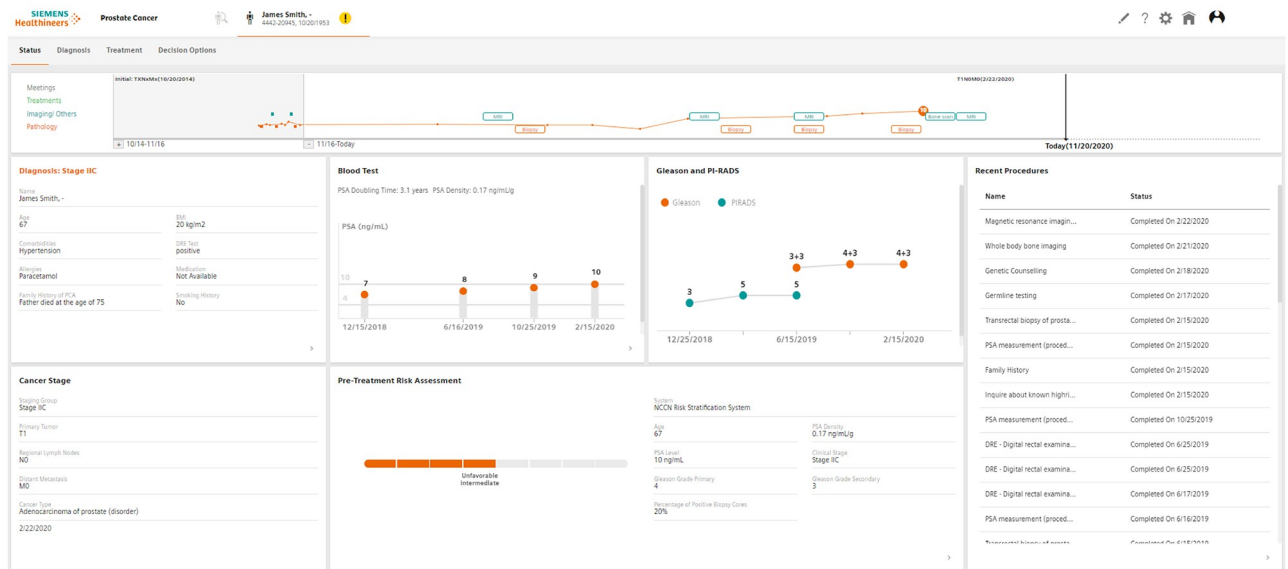 SIEMENS
Healthineers
Prostate Cancer
James Smith, -
4442-20945, 10/20/1953
Status Diagnosis Treatment Decision Options
Meetings
Treatments
Imaging/ Others
Pathology
Initial: TXNxMx(10/20/2014)
T1N0M0(2/22/2020)
10
MRI MRI MRI Bone scan MRI
Biopsy Biopsy Biopsy Biopsy
+ 10/14-11/16
- 11/16-Today
Today(11/20/2020)
Diagnosis: Stage IIC
Name
James Smith, -
Age BMI
67 20 kg/m2
Comorbidities DRE Test
Hypertension positive
Allergies Medication
Paracetamol Not Available
Family History of PCA Smoking History
Father died at the age of 75 No
Blood Test
PSA Doubling Time: 3.1 years PSA Density: 0.17 ng/mL/g
PSA (ng/mL)
10
4
7 8 9 10
12/15/2018 6/16/2019 10/25/2019 2/15/2020
Gleason and PI-RADS
Gleason PIRADS
3+3 4+3 4+3
3 5 5
12/25/2018 6/15/2019 2/15/2020
Recent Procedures
Name Status
Magnetic resonance imagin... Completed On 2/22/2020
Whole body bone imaging Completed On 2/21/2020
Genetic Counselling Completed On 2/18/2020
Germline testing Completed On 2/17/2020
Transrectal biopsy of prosta... Completed On 2/15/2020
PSA measurement (proced... Completed On 2/15/2020
Family History Completed On 2/15/2020
Inquire about known highri... Completed On 2/15/2020
PSA measurement (proced... Completed On 10/25/2019
DRE - Digital rectal examina... Completed On 6/25/2019
DRE - Digital rectal examina... Completed On 6/25/2019
DRE - Digital rectal examina... Completed On 6/17/2019
PSA measurement (proced... Completed On 6/16/2019
Transrectal biopsy of prosta... Completed On 6/15/2019
Cancer Stage
Staging Group
Stage IIC
Primary Tumor
T1
Regional Lymph Nodes
N0
Distant Metastasis
M0
Cancer Type
Adenocarcinoma of prostate (disorder)
2/22/2020
Pre-Treatment Risk Assessment
Unfavorable
Intermediate
System
NCCN Risk Stratification System
Age PSA Density
67 0.17 ng/mL/g
PSA Level Clinical Stage
10 ng/mL Stage IIC
Gleason Grade Primary Gleason Grade Secondary
4 3
Percentage of Positive Biopsy Cores
20%